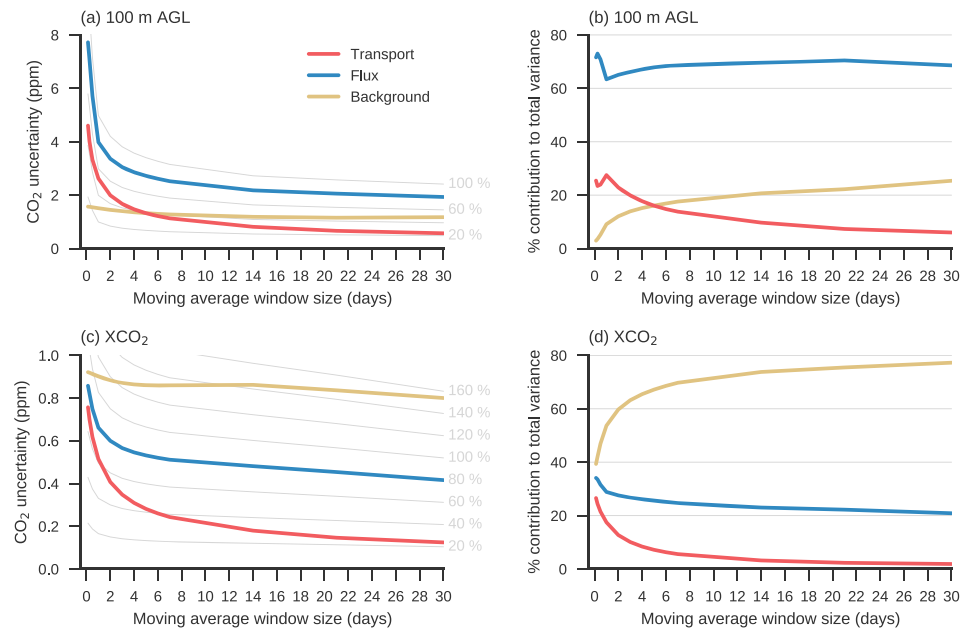 (a) 100 m AGL
CO2 uncertainty (ppm)
8
6
4
2
0
Transport
Flux
Background
100 %
60 %
20 %
0 2 4 6 8 10 12 14 16 18 20 22 24 26 28 30
Moving average window size (days)
(b) 100 m AGL
% contribution to total variance
80
60
40
20
0
0 2 4 6 8 10 12 14 16 18 20 22 24 26 28 30
Moving average window size (days)
(c) XCO2
CO2 uncertainty (ppm)
1.0
0.8
0.6
0.4
0.2
0.0
160 %
140 %
120 %
100 %
80 %
60 %
40 %
20 %
0 2 4 6 8 10 12 14 16 18 20 22 24 26 28 30
Moving average window size (days)
(d) XCO2
% contribution to total variance
80
60
40
20
0
0 2 4 6 8 10 12 14 16 18 20 22 24 26 28 30
Moving average window size (days)